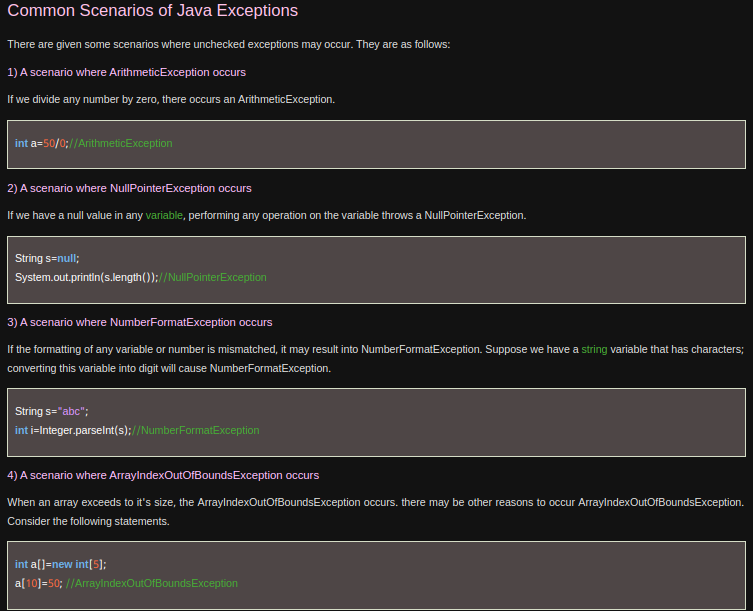 Common Scenarios of Java Exceptions
There are given some scenarios where unchecked exceptions may occur. They are as follows:
1) A scenario where ArithmeticException occurs
If we divide any number by zero, there occurs an ArithmeticException.
int a=50/0;//ArithmeticException
2) A scenario where NullPointerException occurs
If we have a null value in any variable, performing any operation on the variable throws a NullPointerException.
String s=null;
System.out.println(s.length());//NullPointerException
3) A scenario where NumberFormatException occurs
If the formatting of any variable or number is mismatched, it may result into NumberFormatException. Suppose we have a string variable that has characters;
converting this variable into digit will cause NumberFormatException.
String s="abc";
int i=Integer.parseInt(s);//NumberFormatException
4) A scenario where ArrayIndexOutOfBoundsException occurs
When an array exceeds to it's size, the ArrayIndexOutOfBoundsException occurs. there may be other reasons to occur ArrayIndexOutOfBoundsException.
Consider the following statements.
int a[]=new int[5];
a[10]=50; //ArrayIndexOutOfBoundsException